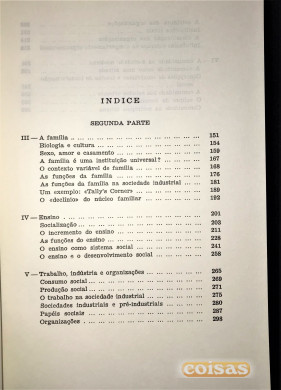 INDICE
SEGUNDA PARTE
III — A família ... 151
Biologia e cultura ... 154
Sexo, amor e casamento ... 159
A família é uma instituição universal? ... 167
O contexto variável de família ... 165
As funções da família ... 176
As funções da família na sociedade industrial ... 181
Um exemplo: «Tally's Corner» ... 189
O «declínio» do núcleo familiar ... 192
IV — Ensino ... 201
Socialização ... 203
O incremento do ensino ... 211
As funções do ensino ... 228
O ensino como sistema social ... 241
O ensino e o desenvolvimento social ... 258
V — Trabalho, indústria e organizações ... 265
Consumo social ... 269
Produção social ... 271
O trabalho na sociedade industrial ... 275
Sociedades industriais e pré-industriais ... 280
Papéis sociais ... 287
Organizações ... 298
coisas